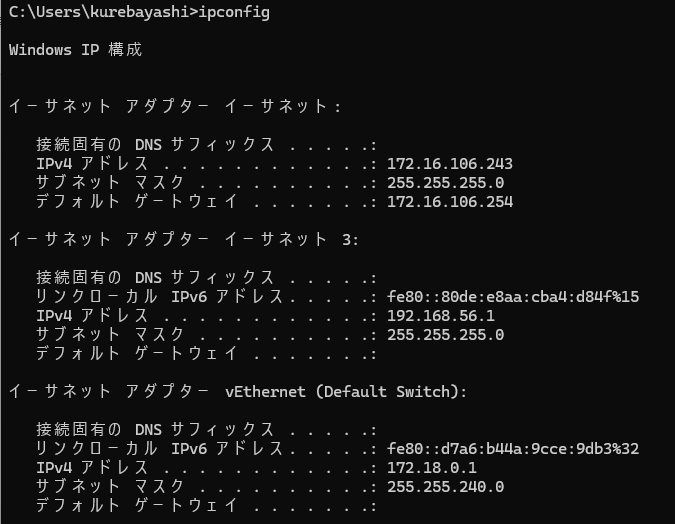 C:\Users\kurebayashi>ipconfig
Windows IP 構成
イーサネット アダプター イーサネット:
接続固有の DNS サフィックス . . . . .:
IPv4 アドレス . . . . . . . . . . . .: 172.16.106.243
サブネット マスク . . . . . . . . . .: 255.255.255.0
デフォルト ゲートウェイ . . . . . . .: 172.16.106.254
イーサネット アダプター イーサネット 3:
接続固有の DNS サフィックス . . . . .:
リンクローカル IPv6 アドレス. . . . .: fe80::80de:e8aa:cba4:d84f%15
IPv4 アドレス . . . . . . . . . . . .: 192.168.56.1
サブネット マスク . . . . . . . . . .: 255.255.255.0
デフォルト ゲートウェイ . . . . . . .:
イーサネット アダプター vEthernet (Default Switch):
接続固有の DNS サフィックス . . . . .:
リンクローカル IPv6 アドレス. . . . .: fe80::d7a6:b44a:9cce:9db3%32
IPv4 アドレス . . . . . . . . . . . .: 172.18.0.1
サブネット マスク . . . . . . . . . .: 255.255.240.0
デフォルト ゲートウェイ . . . . . . .: